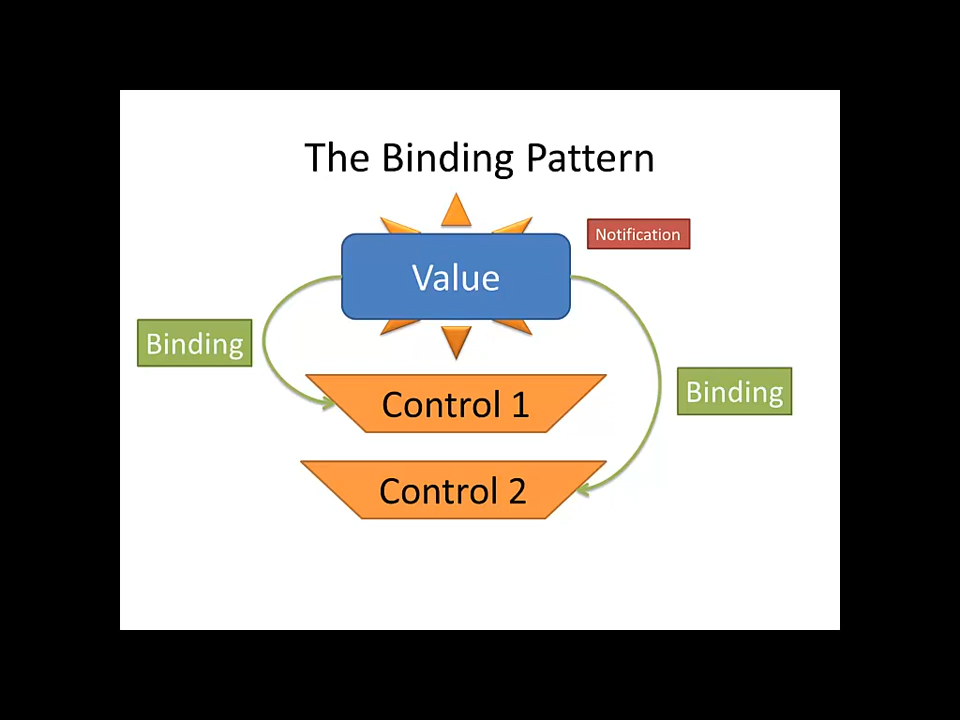 The Binding Pattern
Notification
Value
Binding
Binding
Control 1
Control 2